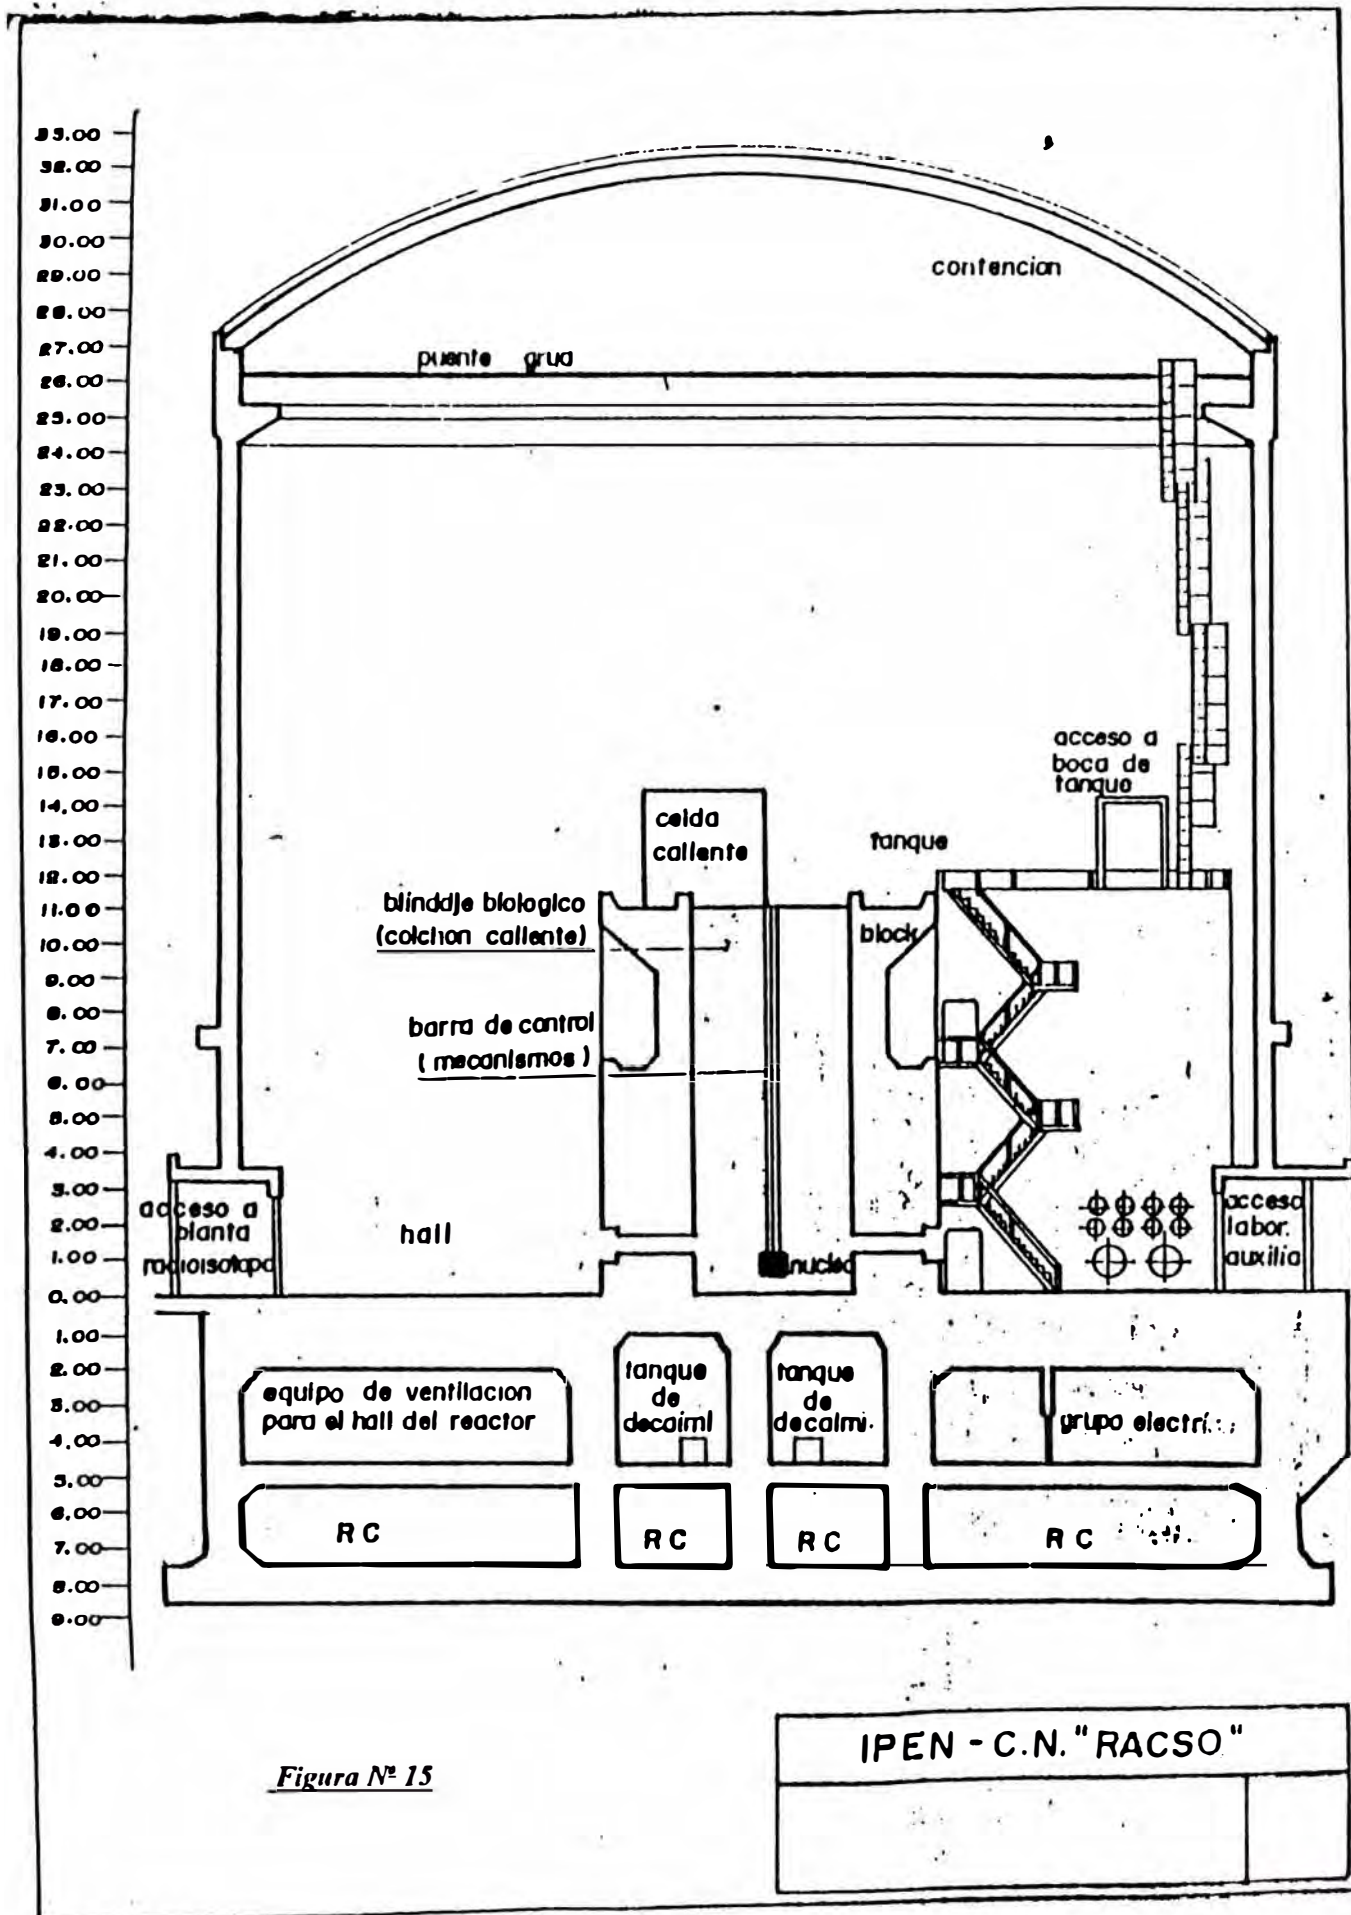 33.00
32.00
31.00
30.00
29.00
28.00
27.00
26.00
25.00
24.00
23.00
22.00
21.00
20.00
19.00
18.00
17.00
16.00
15.00
14.00
13.00
12.00
11.00
10.00
9.00
8.00
7.00
6.00
5.00
4.00
3.00
2.00
1.00
0.00
1.00
2.00
3.00
4.00
5.00
6.00
7.00
8.00
9.00
contencion
puente grua
acceso a
boca de
tanque
celda
caliente
tanque
blindaje biologico
(colchon caliente)
block
barra de control
(mecanismos)
acceso a
planta
radioisotopo
hall
nucleo
acceso
labor.
auxilia
equipo de ventilacion
para el hall del reactor
tanque
de
decaimi
tanque
de
decaimi.
grupo electrí
RC
RC
RC
RC
IPEN - C.N. "RACSO"
Figura Nº 15